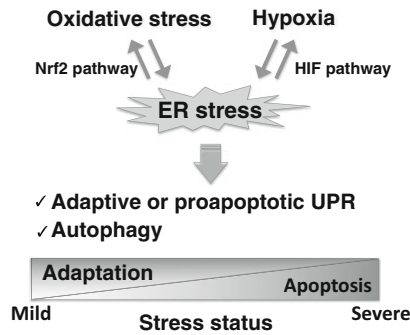 Oxidative stress Hypoxia
Nrf2 pathway HIF pathway
ER stress
✓ Adaptive or proapoptotic UPR
✓ Autophagy
Adaptation
Apoptosis
Mild Severe
Stress status